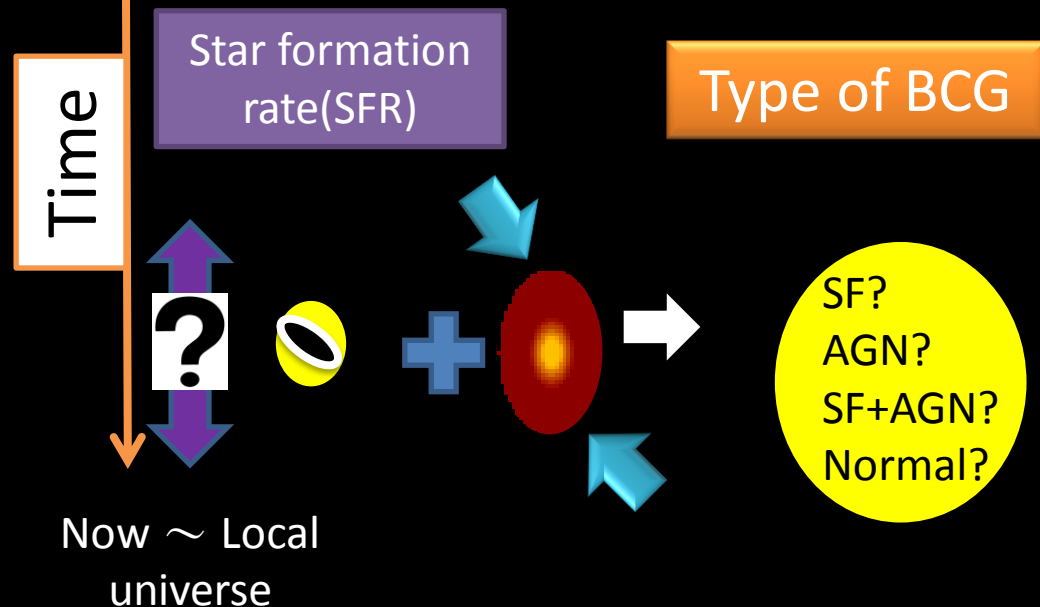 Star formation
rate(SFR)
Type of BCG
Time
?
SF?
AGN?
SF+AGN?
Normal?
Now ～ Local
universe